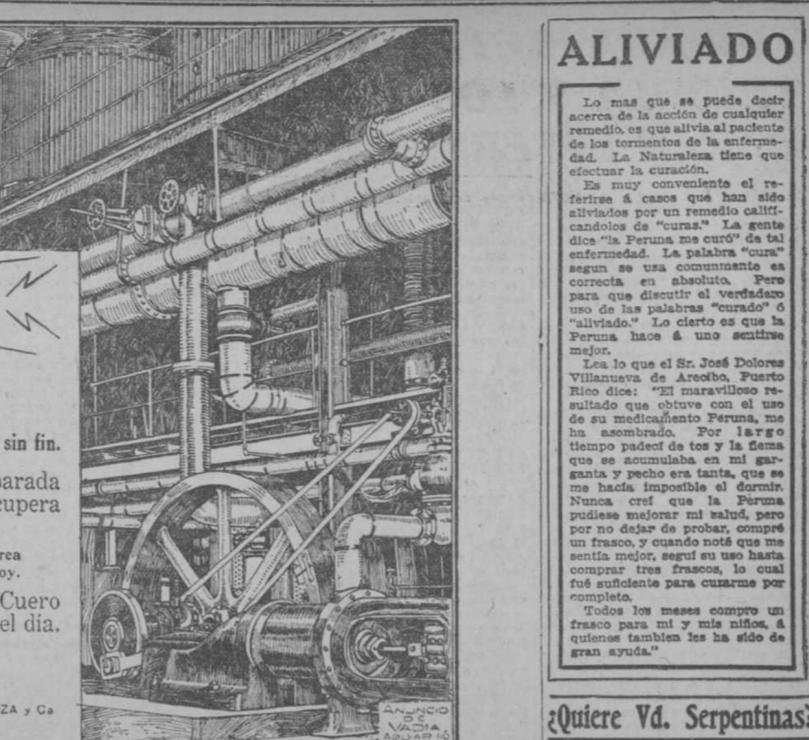 sin fin.
parada
cupera
rea
oy.
Cuero
el día.
ZA y Ca
ANUNCIO
DE
VADIA
ALIVIADO
Lo mas que se puede decir
acerca de la acción de cualquier
remedio, es que alivia al paciente
de los tormentos de la enferme-
dad. La Naturaleza tiene que
efectuar la curación.
Es muy conveniente el re-
ferirse á casos que han sido
aliviados por un remedio califi-
candolos de "curas." La gente
dice "la Peruna me curó" de tal
enfermedad. La palabra "cura"
segun se usa comunmente es
correcta en absoluto. Pero
para que discutir el verdadero
uso de las palabras "curado" ó
"aliviado." Lo cierto es que la
Peruna hace á uno sentirse
mejor.
Lea lo que el Sr. José Dolores
Villanueva de Arecibo, Puerto
Rico dice: "El maravilloso re-
sultado que obtuve con el uso
de su medicamento Peruna, me
ha asombrado. Por largo
tiempo padecí de tos y la flema
que se acumulaba en mi gar-
ganta y pecho era tanta, que se
me hacía imposible el dormir.
Nunca creí que la Peruna
pudiese mejorar mi salud, pero
por no dejar de probar, compré
un frasco, y cuando noté que me
sentia mejor, seguí su uso hasta
comprar tres frascos, lo cual
fué suficiente para curarme por
completo.
Todos los meses compro un
frasco para mi y mis niños, á
quienes tambien les ha sido de
gran ayuda."
¿Quiere Vd. Serpentinas?